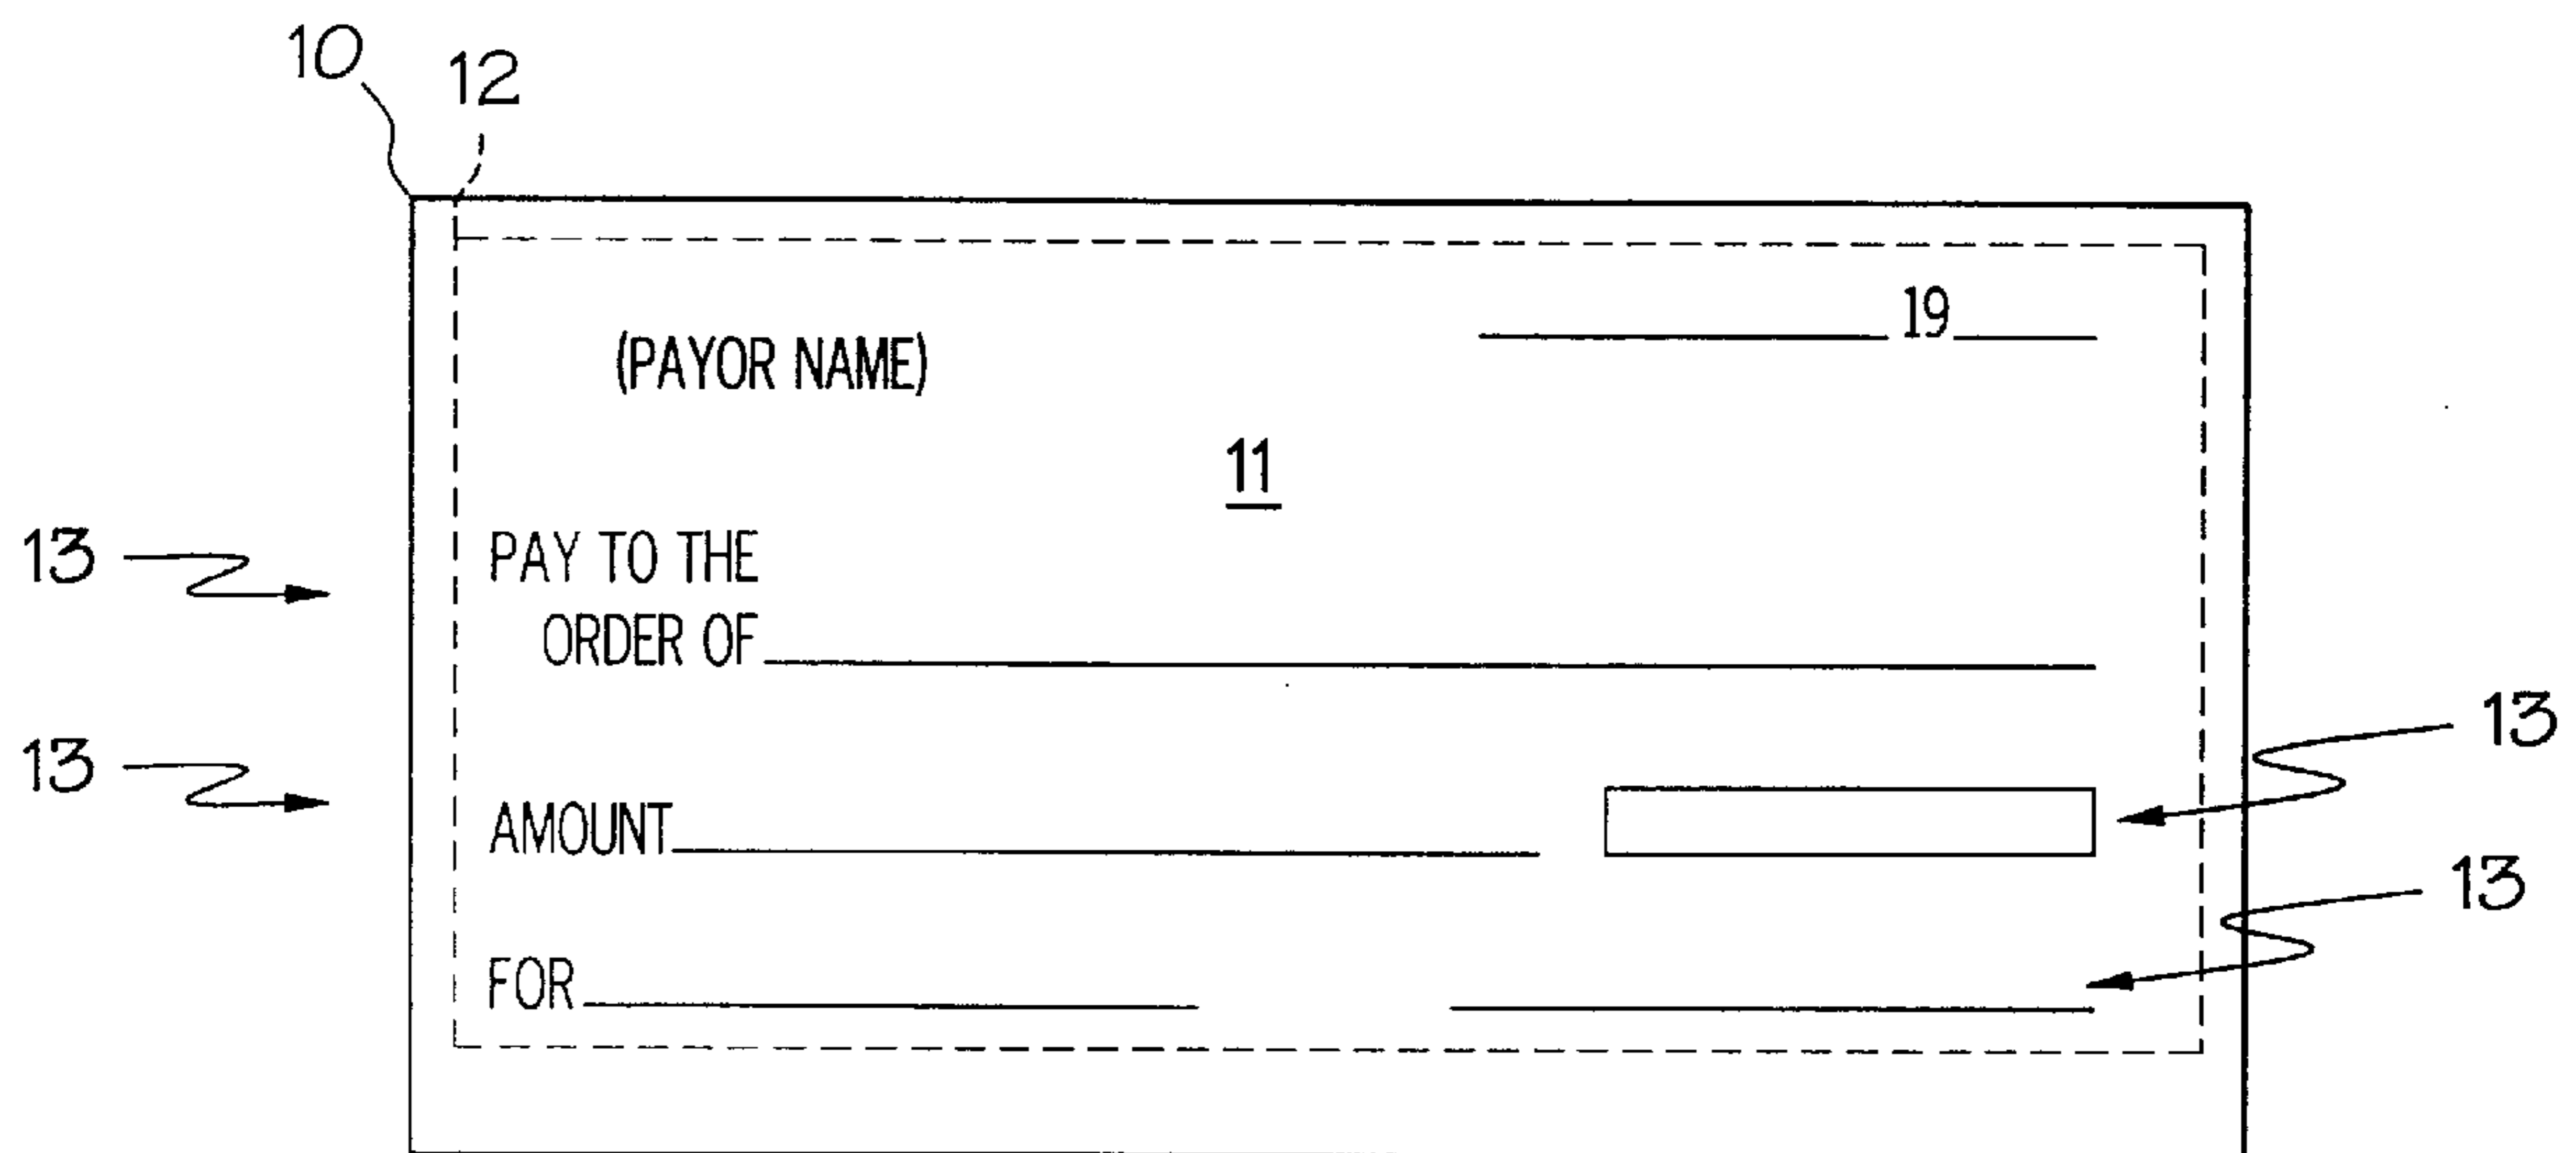 10
12
19
(PAYOR NAME)
11
13
PAY TO THE
ORDER OF
13
13
AMOUNT
13
FOR